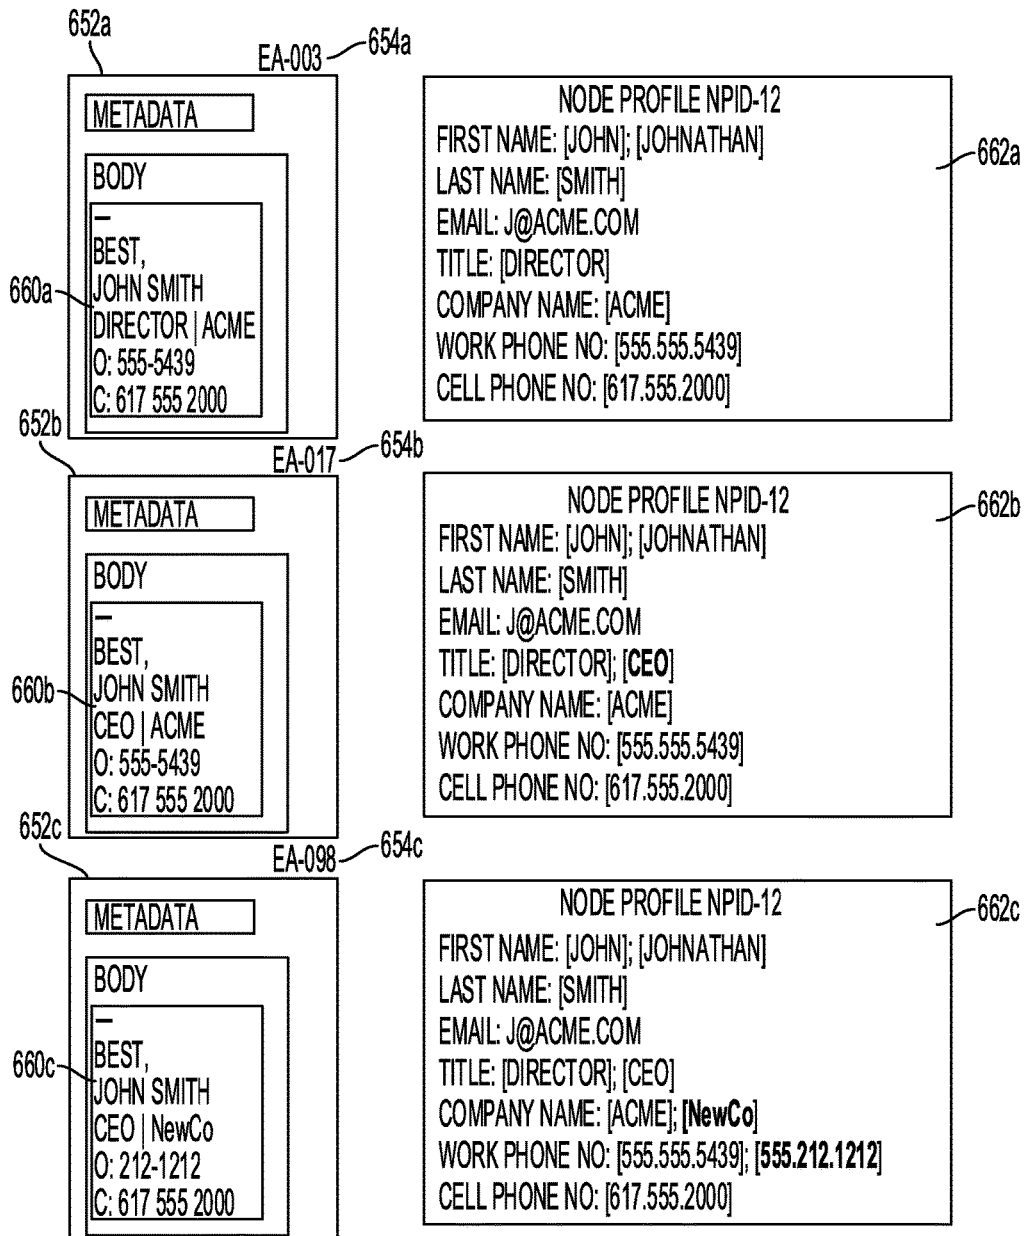 652a
EA-003
654a
METADATA
BODY
—
BEST,
JOHN SMITH
660a
DIRECTOR | ACME
O: 555-5439
C: 617 555 2000
NODE PROFILE NPID-12
FIRST NAME: [JOHN]; [JOHNATHAN]
662a
LAST NAME: [SMITH]
EMAIL: J@ACME.COM
TITLE: [DIRECTOR]
COMPANY NAME: [ACME]
WORK PHONE NO: [555.555.5439]
CELL PHONE NO: [617.555.2000]
652b
EA-017
654b
METADATA
BODY
—
BEST,
660b
JOHN SMITH
CEO | ACME
O: 555-5439
C: 617 555 2000
NODE PROFILE NPID-12
662b
FIRST NAME: [JOHN]; [JOHNATHAN]
LAST NAME: [SMITH]
EMAIL: J@ACME.COM
TITLE: [DIRECTOR]; [CEO]
COMPANY NAME: [ACME]
WORK PHONE NO: [555.555.5439]
CELL PHONE NO: [617.555.2000]
652c
EA-098
654c
METADATA
BODY
—
BEST,
660c
JOHN SMITH
CEO | NewCo
O: 212-1212
C: 617 555 2000
NODE PROFILE NPID-12
662c
FIRST NAME: [JOHN]; [JOHNATHAN]
LAST NAME: [SMITH]
EMAIL: J@ACME.COM
TITLE: [DIRECTOR]; [CEO]
COMPANY NAME: [ACME]; [NewCo]
WORK PHONE NO: [555.555.5439]; [555.212.1212]
CELL PHONE NO: [617.555.2000]